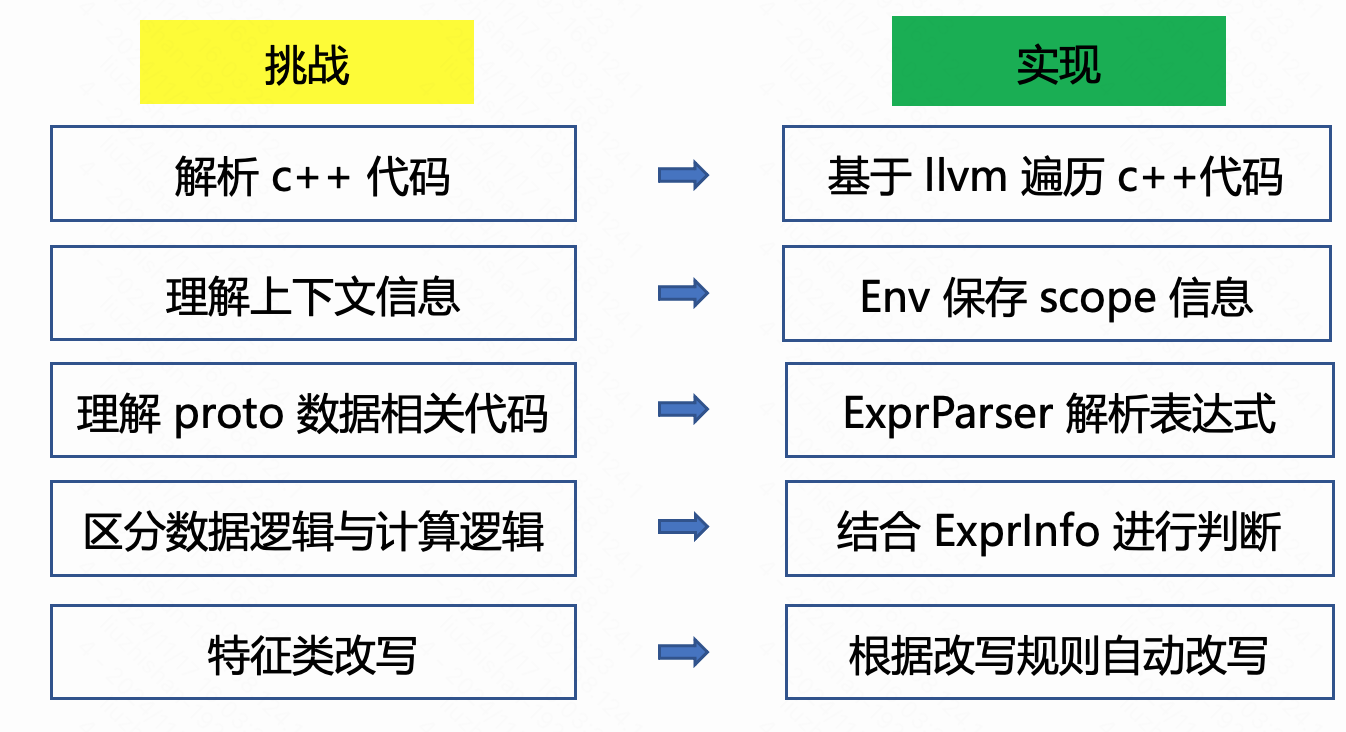 挑战
实现
解析 c++ 代码
基于 llvm 遍历 c++代码
理解上下文信息
Env 保存 scope 信息
理解 proto 数据相关代码
ExprParser 解析表达式
区分数据逻辑与计算逻辑
结合 ExprInfo 进行判断
特征类改写
根据改写规则自动改写